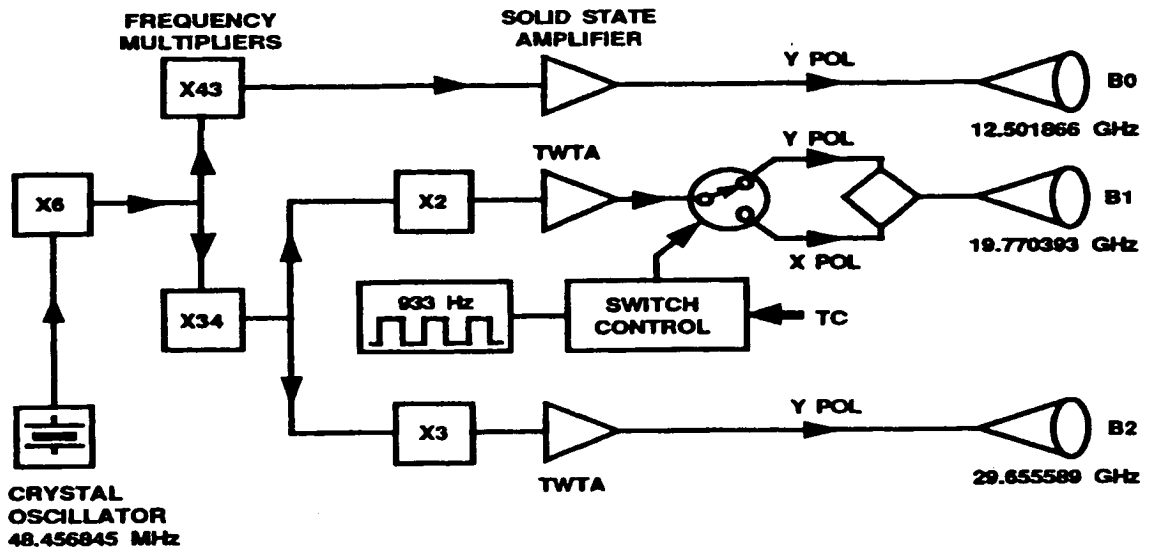 FREQUENCY
MULTIPLIERS
SOLID STATE
AMPLIFIER
X43
Y POL
B0
12.501866 GHz
X6
X2
TWTA
Y POL
X POL
B1
19.770393 GHz
X34
933 Hz
SWITCH
CONTROL
TC
X3
TWTA
Y POL
B2
29.655589 GHz
CRYSTAL
OSCILLATOR
48.456845 MHz